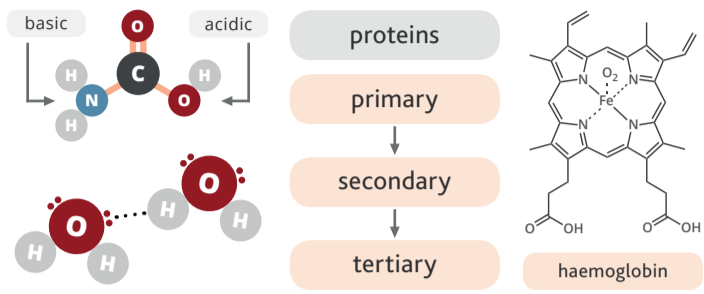 basic
acidic
O
C
H
H
N
O
H
O
H
H
O
H
H
proteins
primary
secondary
tertiary
O₂
N
N
Fe
N
N
O
OH
O
OH
haemoglobin